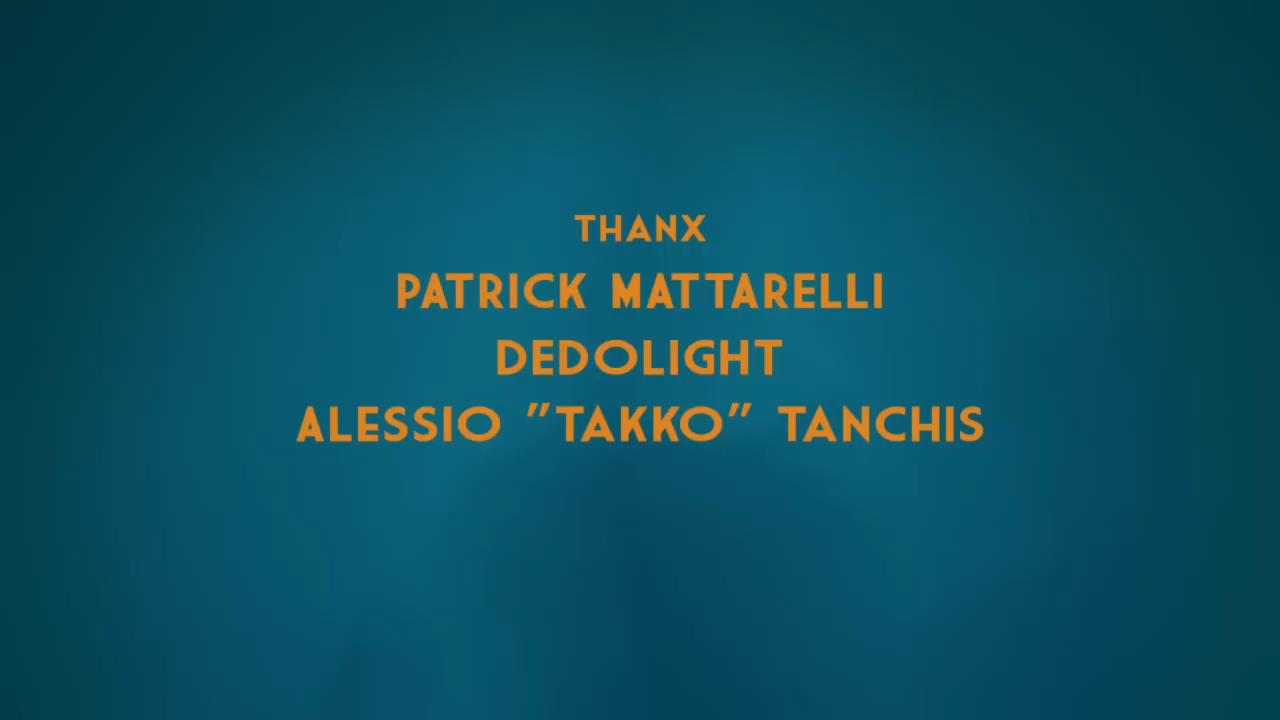 THANX
PATRICK MATTARELLI
DEDOLIGHT
ALESSIO "TAKKO" TANCHIS